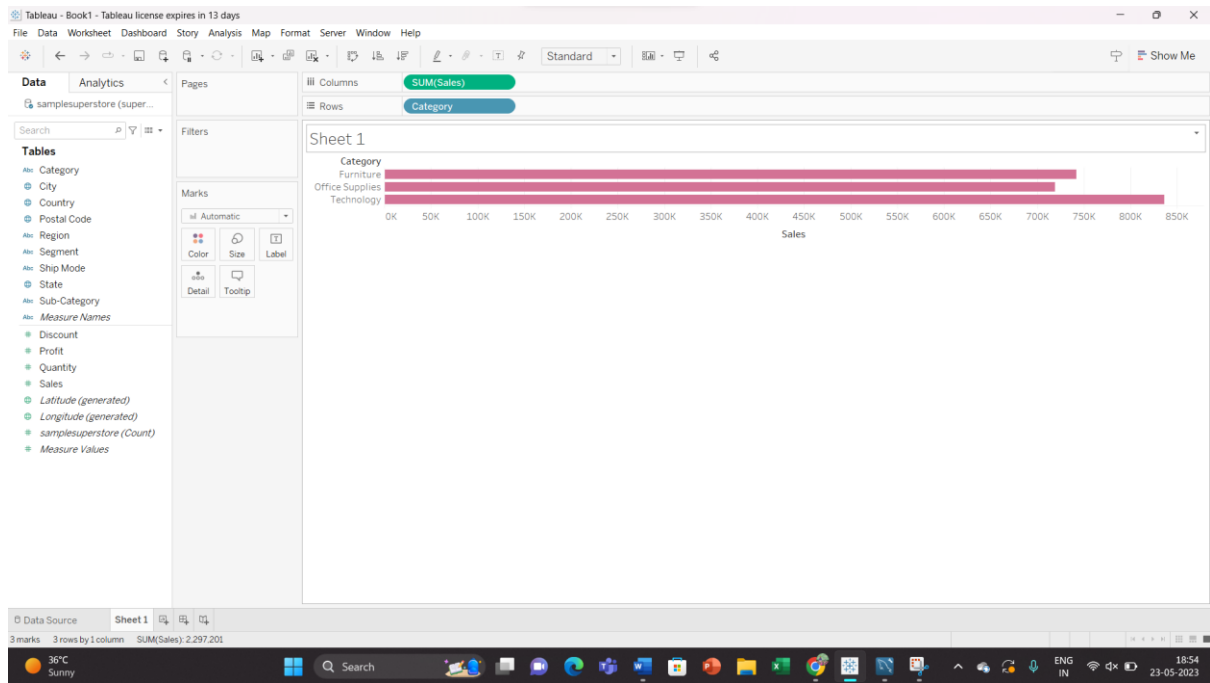 Tableau - Book1 - Tableau license expires in 13 days
File Data Worksheet Dashboard Story Analysis Map Format Server Window Help
Standard
Show Me
Data Analytics
samplesuperstore (super...
Search
Tables
Abc Category
City
Country
Postal Code
Abc Region
Abc Segment
Abc Ship Mode
State
Abc Sub-Category
Abc Measure Names
Discount
Profit
Quantity
Sales
Latitude (generated)
Longitude (generated)
samplesuperstore (Count)
Measure Values
Pages
Filters
Marks
Automatic
Color Size Label
Detail Tooltip
Columns SUM(Sales)
Rows Category
Sheet 1
Category
Furniture
Office Supplies
Technology
0K 50K 100K 150K 200K 250K 300K 350K 400K 450K 500K 550K 600K 650K 700K 750K 800K 850K
Sales
Data Source Sheet 1
3 marks 3 rows by 1 column SUM(Sales): 2,297,201
36°C
Sunny
Search
ENG
IN
18:54
23-05-2023